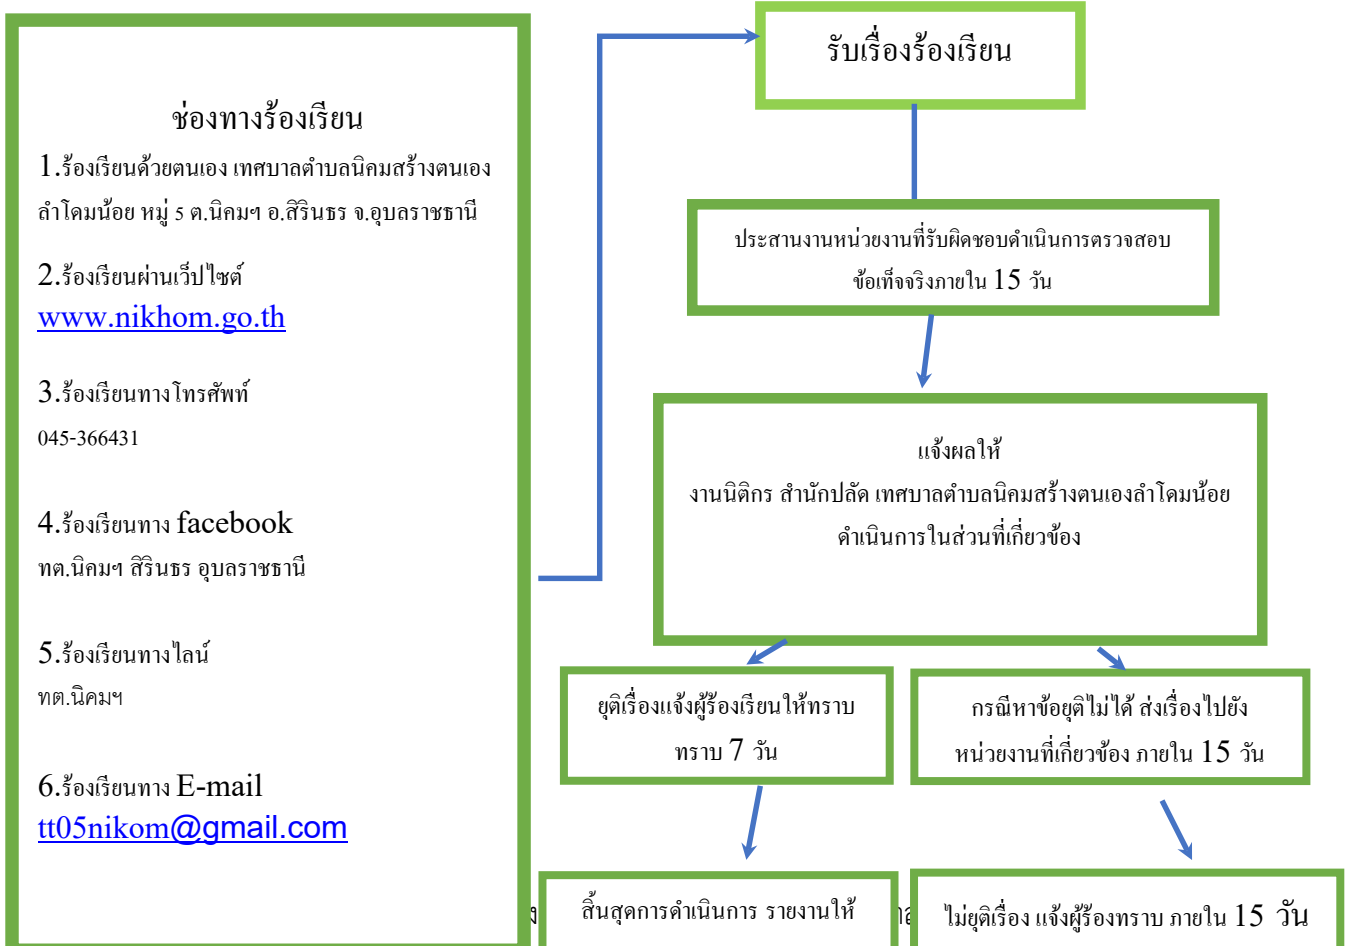 ช่องทางร้องเรียน
1.ร้องเรียนด้วยตนเอง เทศบาลตำบลนิคมสร้างตนเอง
ลำโดมน้อย หมู่ 5 ต.นิคมฯ อ.สิรินธร จ.อุบลราชธานี
2.ร้องเรียนผ่านเว็ปไซต์
www.nikhom.go.th
3.ร้องเรียนทางโทรศัพท์
045-366431
4.ร้องเรียนทาง facebook
ทต.นิคมฯ สิรินธร อุบลราชธานี
5.ร้องเรียนทางไลน์
ทต.นิคมฯ
6.ร้องเรียนทาง E-mail
tt05nikom@gmail.com
รับเรื่องร้องเรียน
ประสานงานหน่วยงานที่รับผิดชอบดำเนินการตรวจสอบ
ข้อเท็จจริงภายใน 15 วัน
แจ้งผลให้
งานนิติกร สำนักปลัด เทศบาลตำบลนิคมสร้างตนเองลำโดมน้อย
ดำเนินการในส่วนที่เกี่ยวข้อง
ยุติเรื่องแจ้งผู้ร้องเรียนให้ทราบ
ทราบ 7 วัน
กรณีหาข้อยุติไม่ได้ ส่งเรื่องไปยัง
หน่วยงานที่เกี่ยวข้อง ภายใน 15 วัน
สิ้นสุดการดำเนินการ รายงานให้
ไม่ยุติเรื่อง แจ้งผู้ร้องทราบ ภายใน 15 วัน